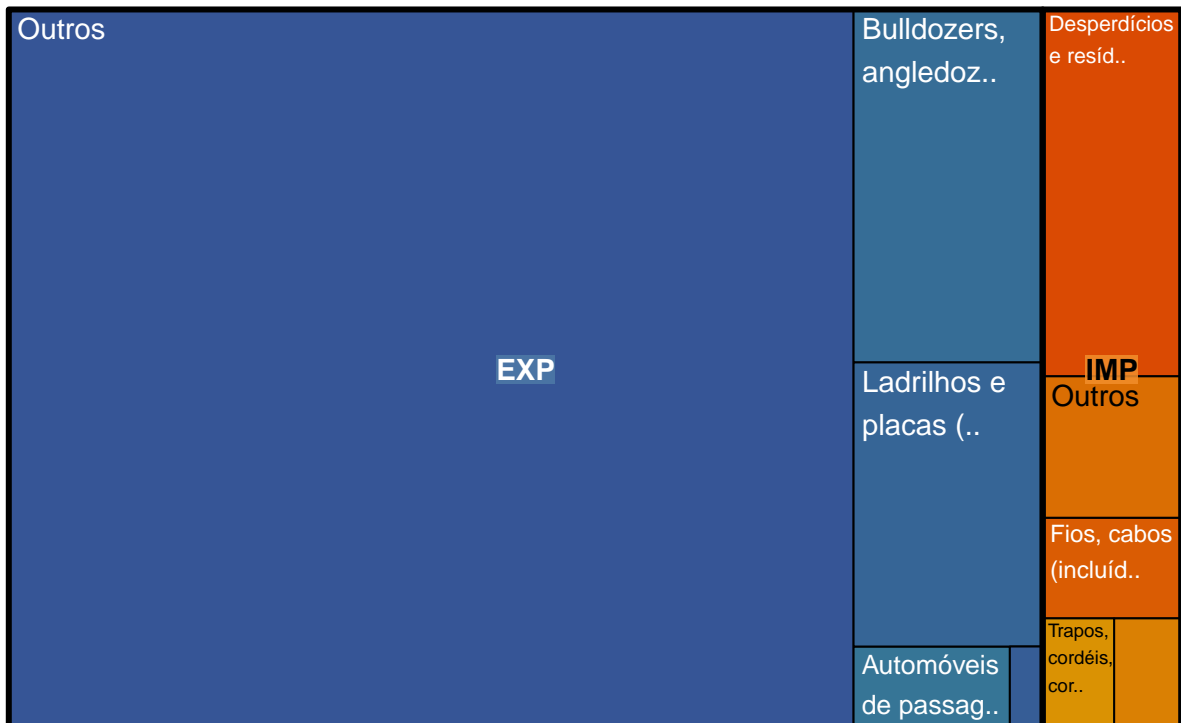 Outros
EXP
Bulldozers,
angledoz..
Ladrilhos e
placas (..
Automóveis
de passag..
Desperdícios
e resíd..
IMP
Outros
Fios, cabos
(incluíd..
Trapos,
cordéis,
cor..